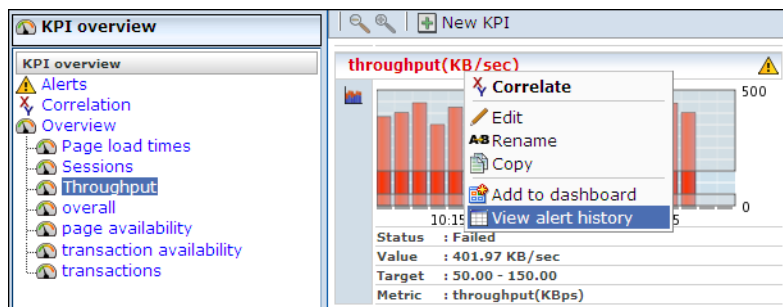 KPI overview
New KPI
KPI overview
Alerts
Correlation
Overview
Page load times
Sessions
Throughput
overall
page availability
transaction availability
transactions
throughput(KB/sec)
500
0
10:15
5
Correlate
Edit
Rename
Copy
Add to dashboard
View alert history
Status : Failed
Value : 401.97 KB/sec
Target : 50.00 - 150.00
Metric : throughput(KBps)